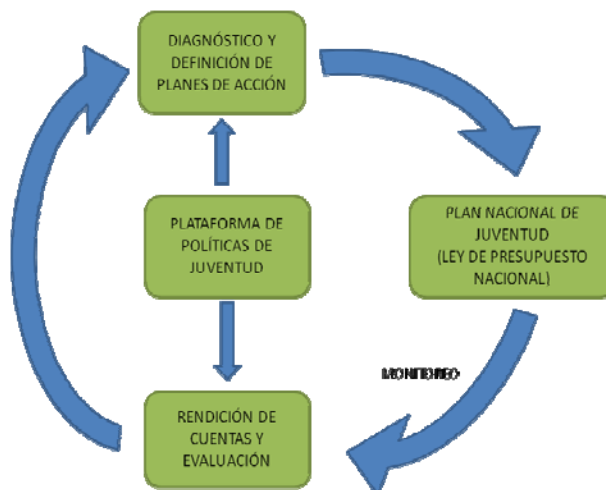 DIAGNÓSTICO Y
DEFINICIÓN DE
PLANES DE ACCIÓN
PLATAFORMA DE
POLÍTICAS DE
JUVENTUD
PLAN NACIONAL DE
JUVENTUD
(LEY DE PRESUPUESTO
NACIONAL)
MONITOREO
RENDICIÓN DE
CUENTAS Y
EVALUACIÓN